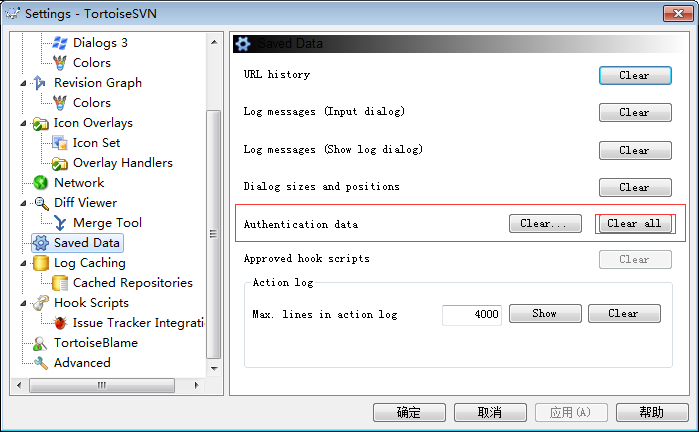 Settings - TortoiseSVN
Dialogs 3
Colors
Revision Graph
Colors
Icon Overlays
Icon Set
Overlay Handlers
Network
Diff Viewer
Merge Tool
Saved Data
Log Caching
Cached Repositories
Hook Scripts
Issue Tracker Integratio
TortoiseBlame
Advanced
Saved Data
URL history Clear
Log messages (Input dialog) Clear
Log messages (Show log dialog) Clear
Dialog sizes and positions Clear
Authentication data Clear... Clear all
Approved hook scripts Clear
Action log
Max. lines in action log 4000 Show Clear
确定 取消 应用(A) 帮助